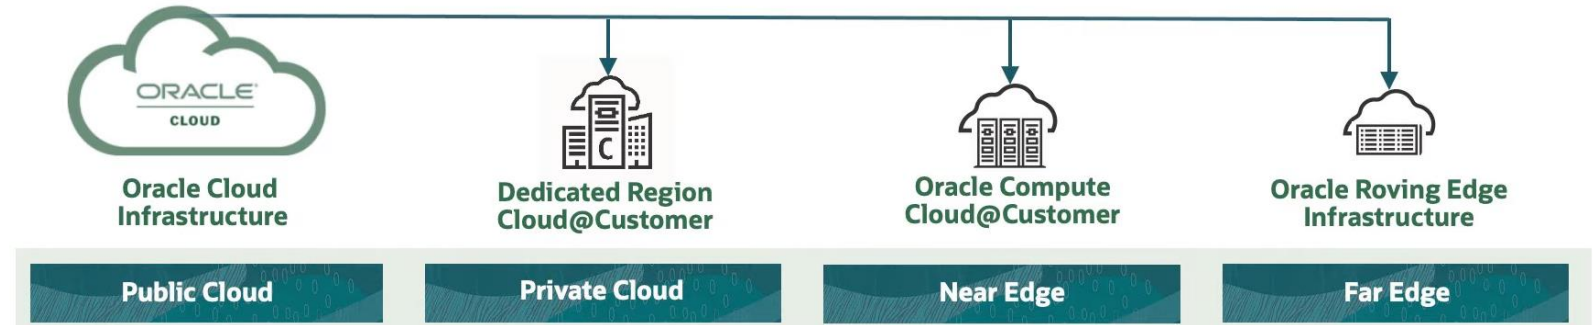 ORACLE
CLOUD
Oracle Cloud
Infrastructure
C
Dedicated Region
Cloud@Customer
Oracle Compute
Cloud@Customer
Oracle Roving Edge
Infrastructure
Public Cloud
Private Cloud
Near Edge
Far Edge